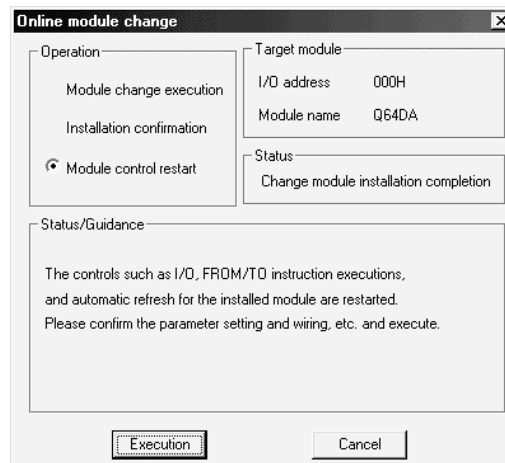 Online module change
Operation
Module change execution
Installation confirmation
Module control restart
Target module
I/O address 000H
Module name Q64DA
Status
Change module installation completion
Status/Guidance
The controls such as I/O, FROM/TO instruction executions,
and automatic refresh for the installed module are restarted.
Please confirm the parameter setting and wiring, etc. and execute.
Execution Cancel